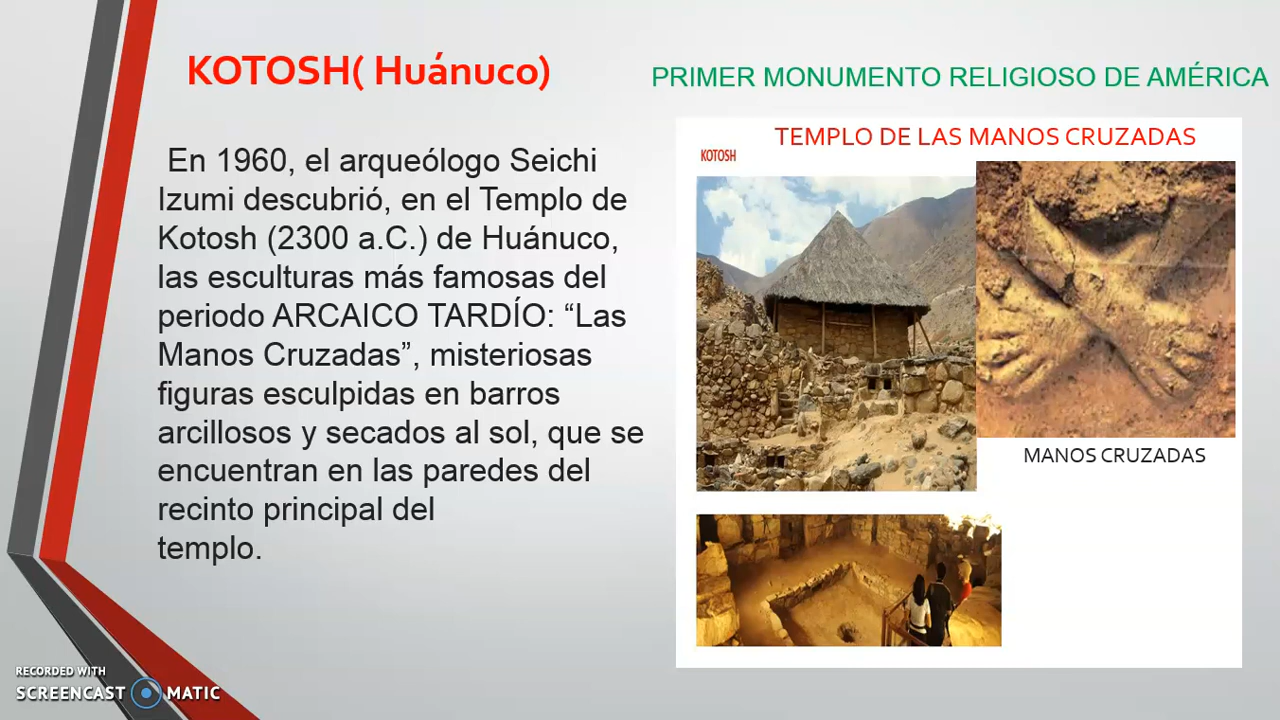 KOTOSH( Huánuco)
En 1960, el arqueólogo Seichi
Izumi descubrió, en el Templo de
Kotosh (2300 a.C.) de Huánuco,
las esculturas más famosas del
periodo ARCAICO TARDÍO: “Las
Manos Cruzadas”, misteriosas
figuras esculpidas en barros
arcillosos y secados al sol, que se
encuentran en las paredes del
recinto principal del
templo.
PRIMER MONUMENTO RELIGIOSO DE AMÉRICA
TEMPLO DE LAS MANOS CRUZADAS
KOTOSH
MANOS CRUZADAS
RECORDED WITH
SCREENCAST MATIC